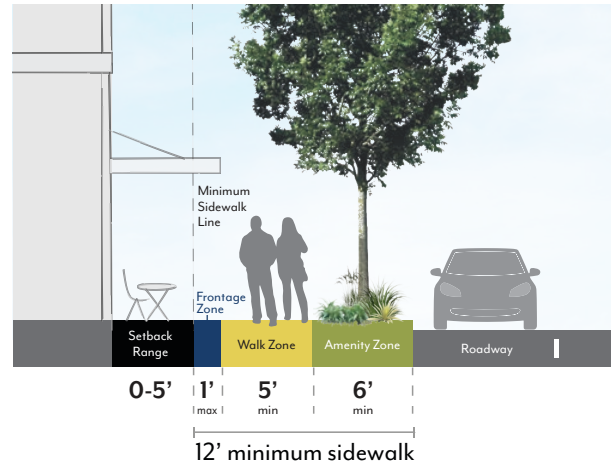 Minimum
Sidewalk
Line
Frontage
Zone
Setback
Range
Walk Zone
Amenity Zone
Roadway
0-5’
1’
max
5’
min
6’
min
12’ minimum sidewalk